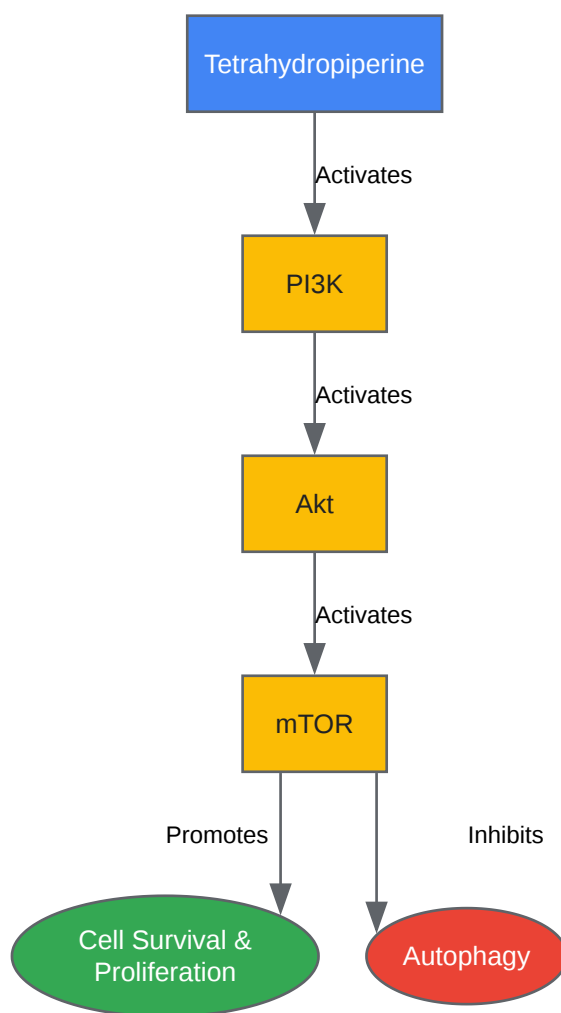 Tetrahydropiperine
Activates
PI3K
Activates
Akt
Activates
mTOR
Promotes
Inhibits
Cell Survival &
Proliferation
Autophagy